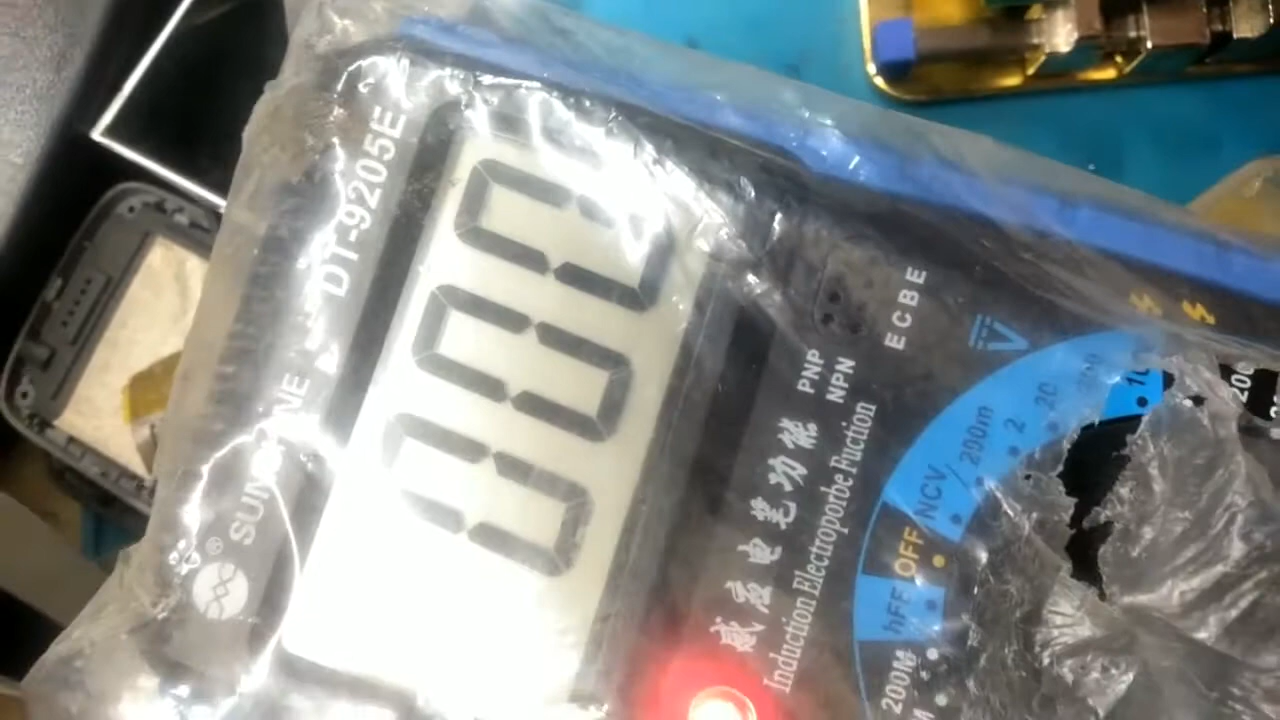 SUNSHINE ®
DT-9205E
000
PNP
NPN
E C B E
感应电笔功能
Induction Electroporbe Fuction
V
200m
2
20
NCV
OFF
hFE
200M